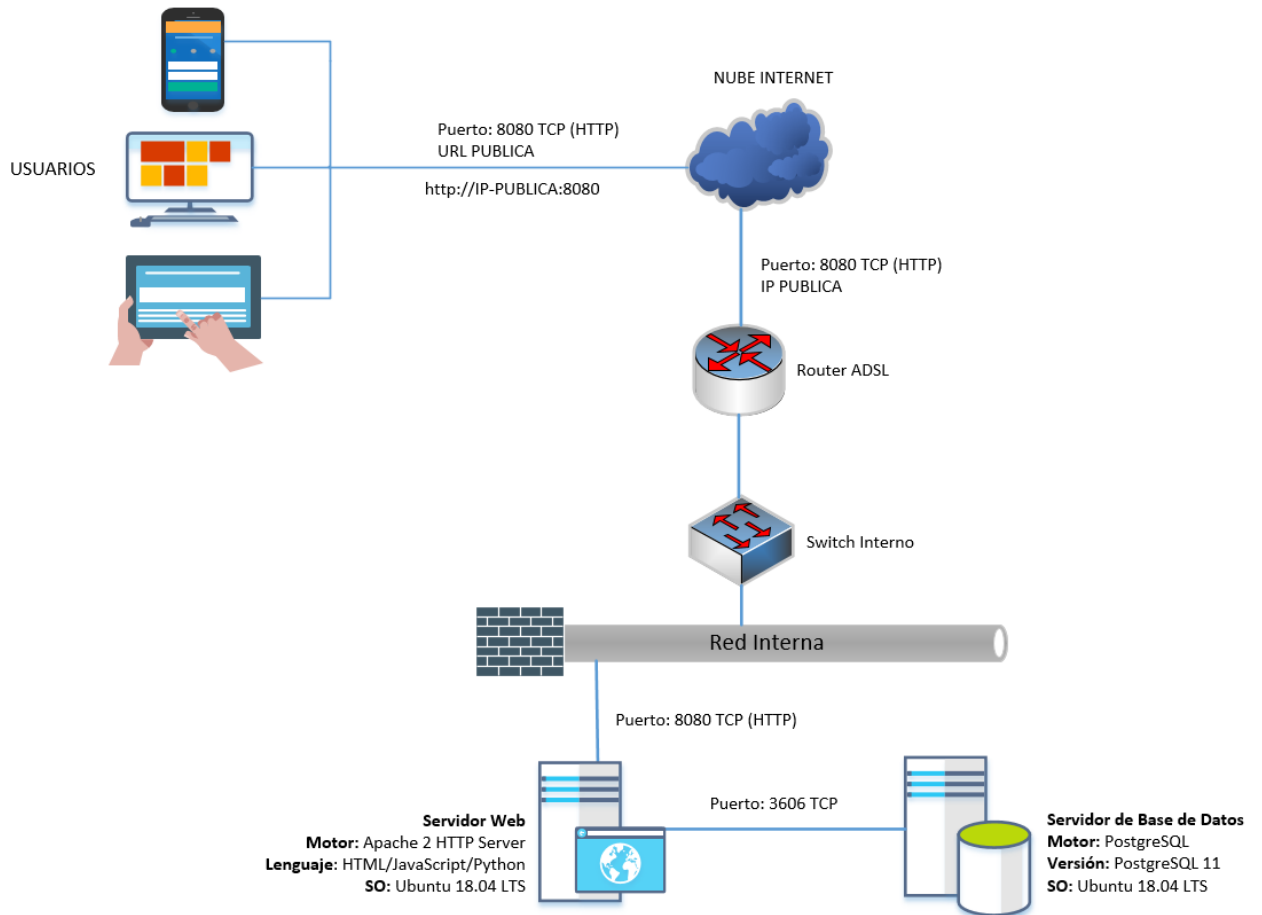 NUBE INTERNET
Puerto: 8080 TCP (HTTP)
URL PUBLICA
USUARIOS
http://IP-PUBLICA:8080
Puerto: 8080 TCP (HTTP)
IP PUBLICA
Router ADSL
Switch Interno
Red Interna
Puerto: 8080 TCP (HTTP)
Puerto: 3606 TCP
Servidor Web
Motor: Apache 2 HTTP Server
Lenguaje: HTML/JavaScript/Python
SO: Ubuntu 18.04 LTS
Servidor de Base de Datos
Motor: PostgreSQL
Versión: PostgreSQL 11
SO: Ubuntu 18.04 LTS